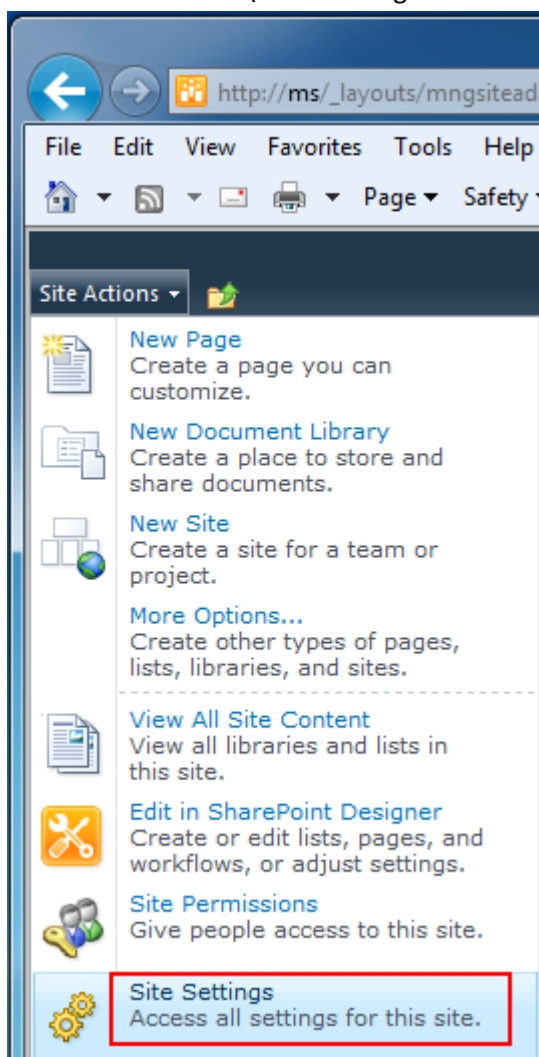 http://ms/_layouts/mngsitead
File Edit View Favorites Tools Help
Page Safety
Site Actions
New Page
Create a page you can
customize.
New Document Library
Create a place to store and
share documents.
New Site
Create a site for a team or
project.
More Options...
Create other types of pages,
lists, libraries, and sites.
View All Site Content
View all libraries and lists in
this site.
Edit in SharePoint Designer
Create or edit lists, pages, and
workflows, or adjust settings.
Site Permissions
Give people access to this site.
Site Settings
Access all settings for this site.